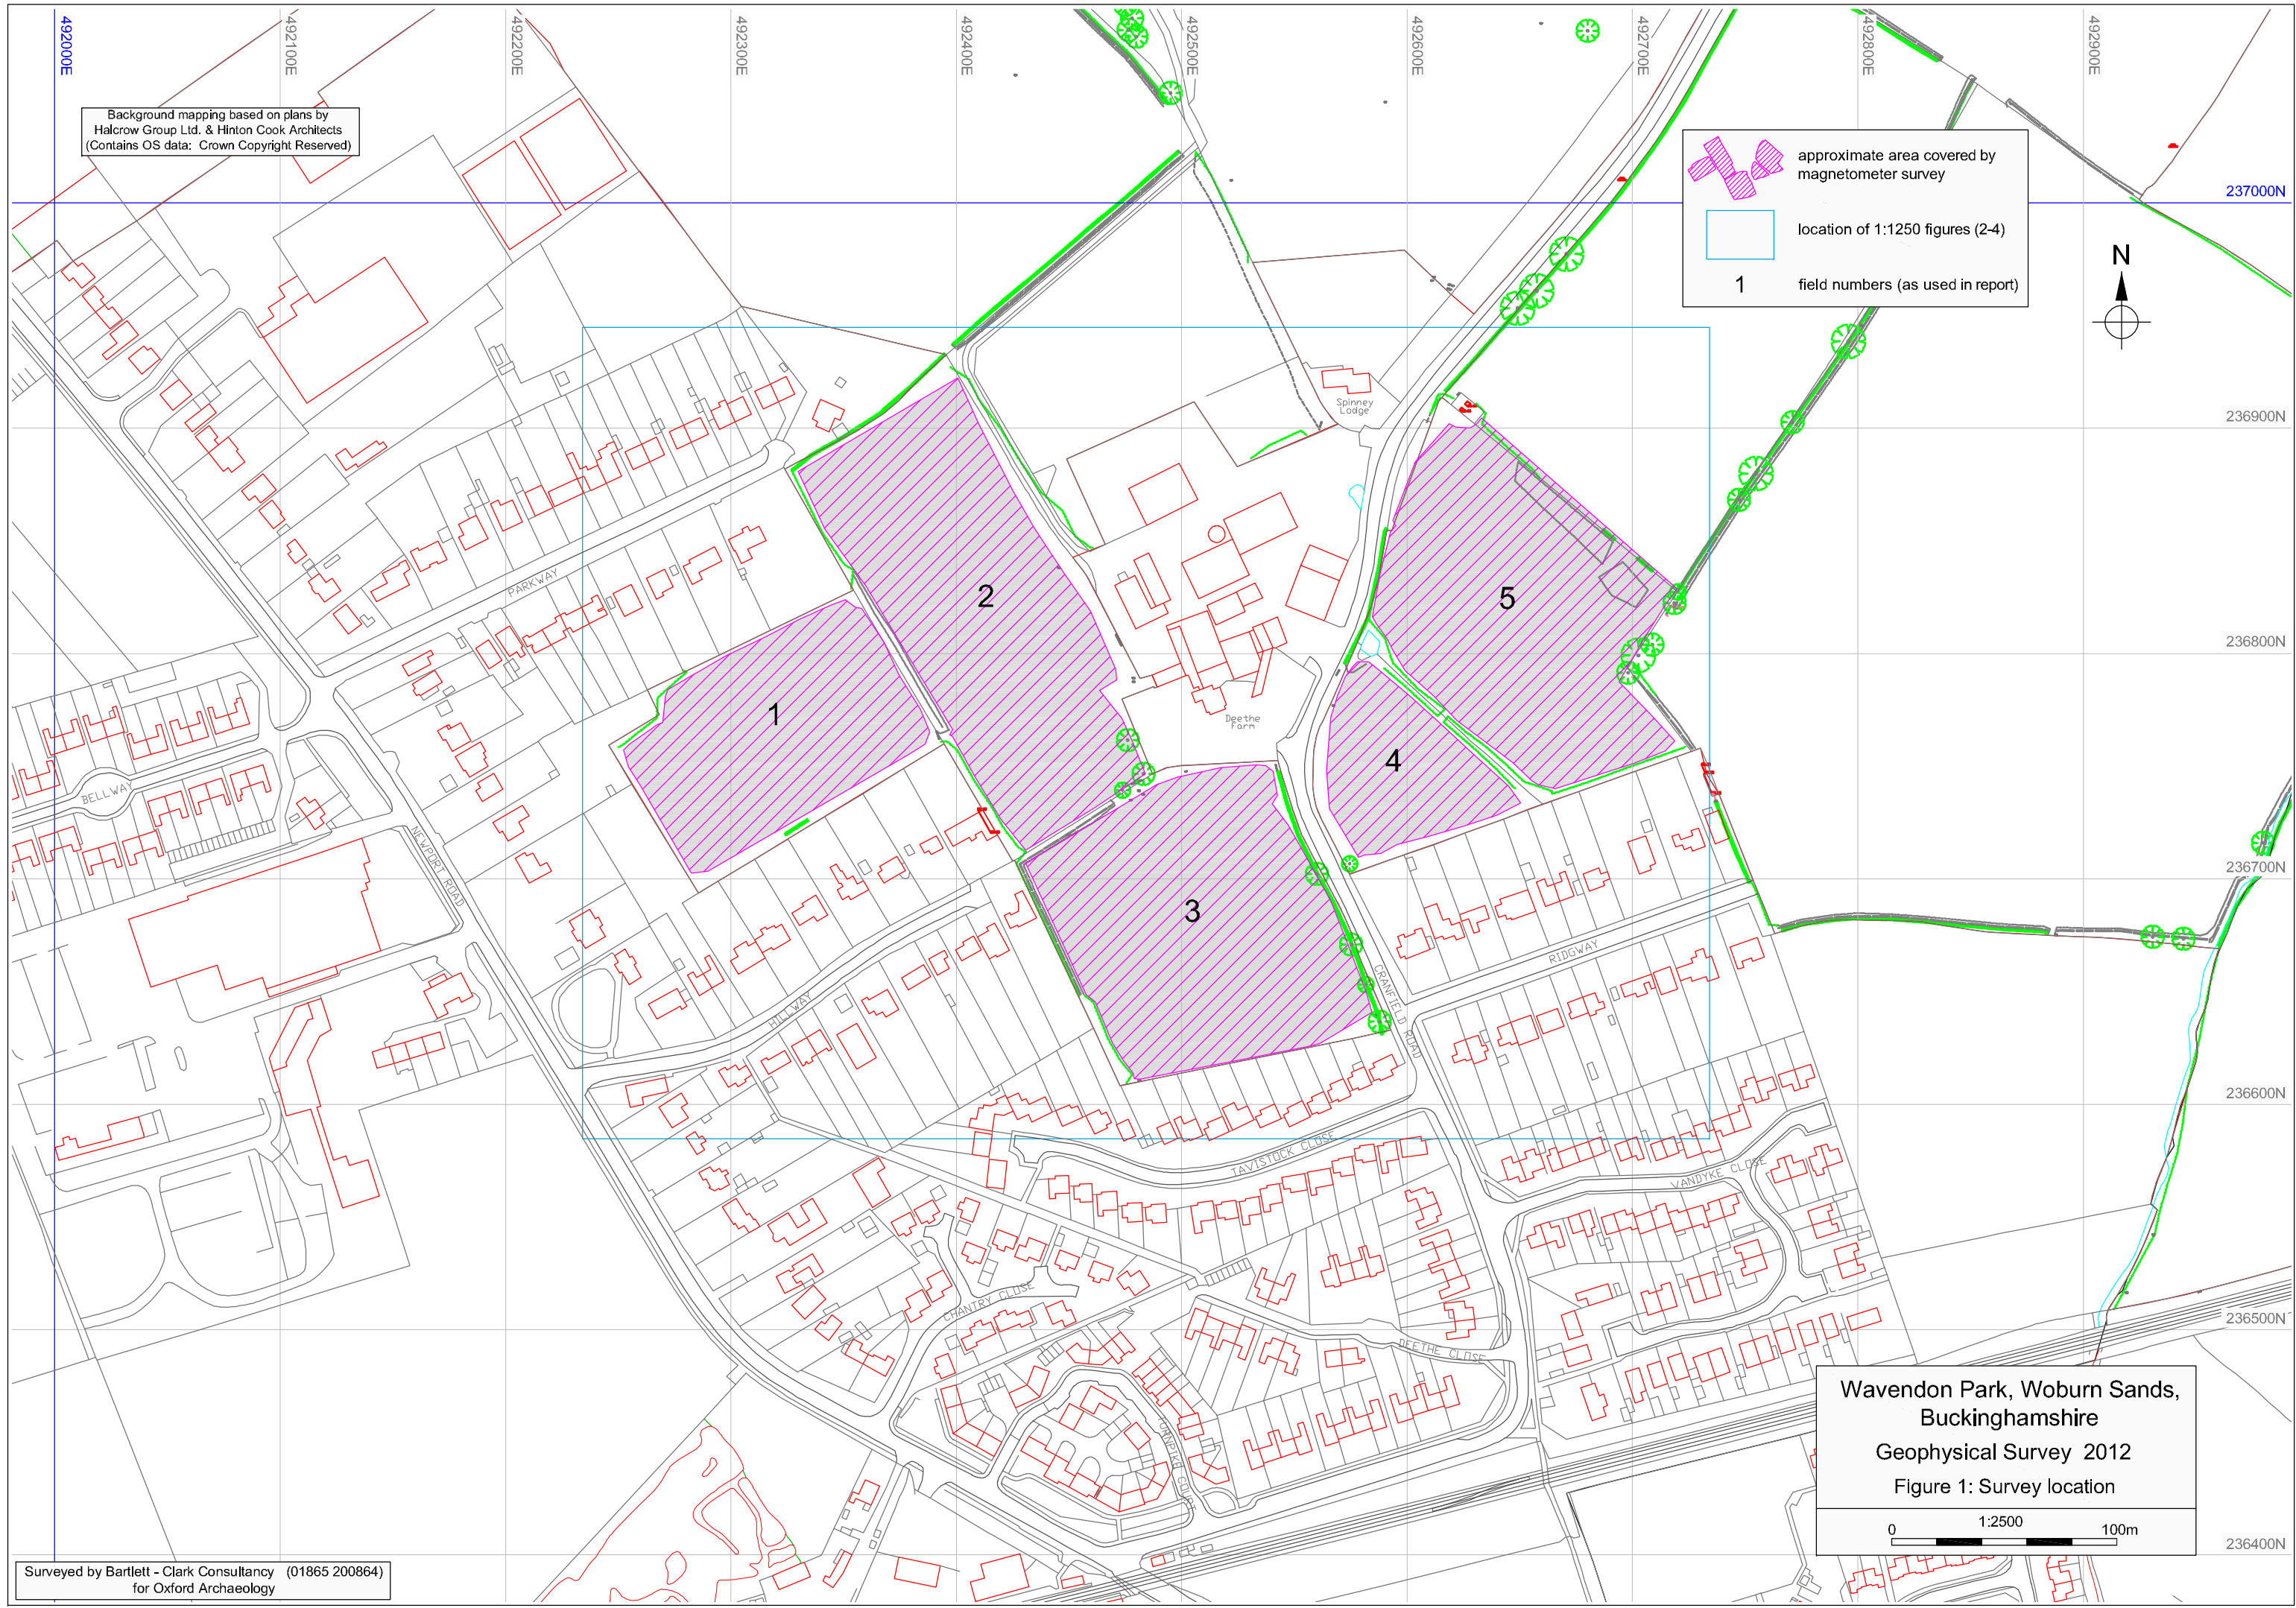 492000E
492100E
492200E
492300E
492400E
492500E
492600E
492700E
492800E
492900E
Background mapping based on plans by
Halcrow Group Ltd. & Hinton Cook Architects
(Contains OS data: Crown Copyright Reserved)
approximate area covered by
magnetometer survey
location of 1:1250 figures (2-4)
1
field numbers (as used in report)
237000N
N
236900N
236800N
236700N
236600N
236500N
236400N
Spinney
Lodge
PARKWAY
2
5
1
Deethe
Farm
4
3
BELLWAY
NEWPORT ROAD
HILLWAY
CRANFIELD ROAD
RIDGWAY
TAVISTOCK CLOSE
VANDYKE CLOSE
CHANTRY CLOSE
DEETHE CLOSE
TURNPIKE COURT
Wavendon Park, Woburn Sands,
Buckinghamshire
Geophysical Survey 2012
Figure 1: Survey location
1:2500
0
100m
Surveyed by Bartlett - Clark Consultancy (01865 200864)
for Oxford Archaeology